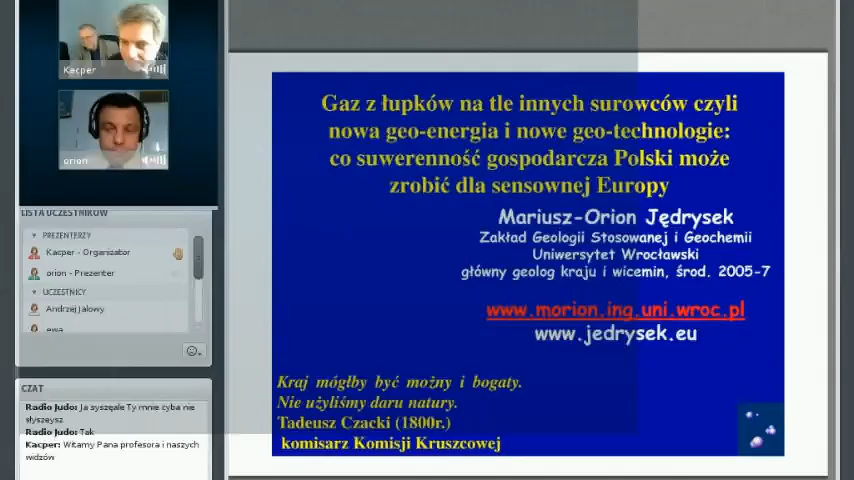 Kacper
orion
LISTA UCZESTNIKÓW
PREZENTERZY
Kacper - Organizator
orion - Prezenter
UCZESTNICY
Andrzej Jałowy
ewa
CZAT
Radio Judo: Ja syszęale Ty mnie cyba nie
słyszeysz
Radio Judo: Tak
Kacper: Witamy Pana profesora i naszych
widzów
Gaz z łupków na tle innych surowców czyli
nowa geo-energia i nowe geo-technologie:
co suwerenność gospodarcza Polski może
zrobić dla sensownej Europy
Mariusz-Orion Jędrysek
Zakład Geologii Stosowanej i Geochemii
Uniwersytet Wrocławski
główny geolog kraju i wicemin, środ. 2005-7
www.morion.ing.uni.wroc.pl
www.jedrysek.eu
Kraj mógłby być możny i bogaty.
Nie użyliśmy daru natury.
Tadeusz Czacki (1800r.)
komisarz Komisji Kruszcowej